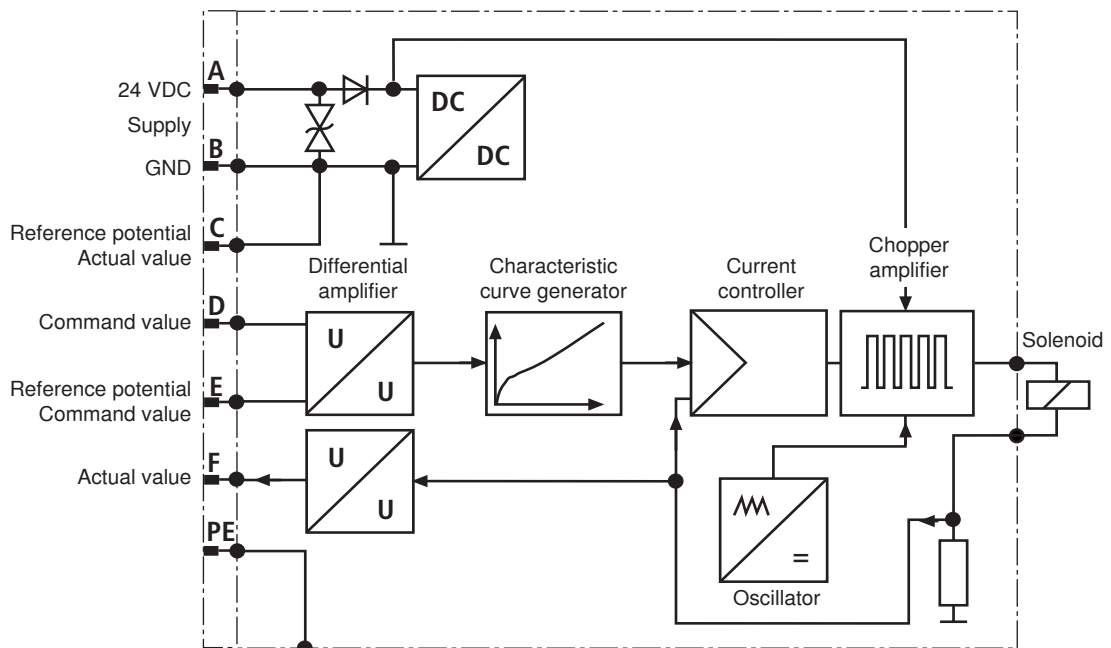 A
24 VDC
Supply
B
GND
DC
DC
C
Reference potential
Actual value
Differential
amplifier
Characteristic
curve generator
Current
controller
Chopper
amplifier
D
Command value
U
U
Solenoid
E
Reference potential
Command value
F
Actual value
U
U
=
Oscillator
PE